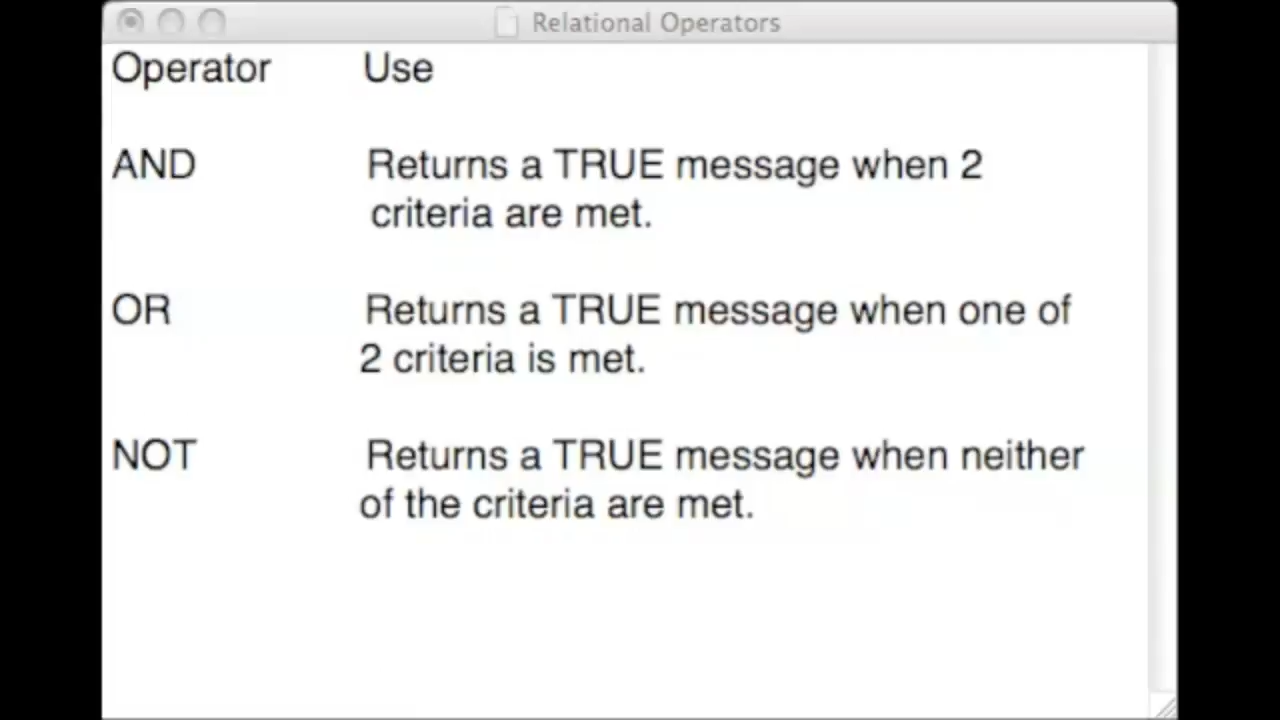 Relational Operators
Operator Use
AND Returns a TRUE message when 2
criteria are met.
OR Returns a TRUE message when one of
2 criteria is met.
NOT Returns a TRUE message when neither
of the criteria are met.